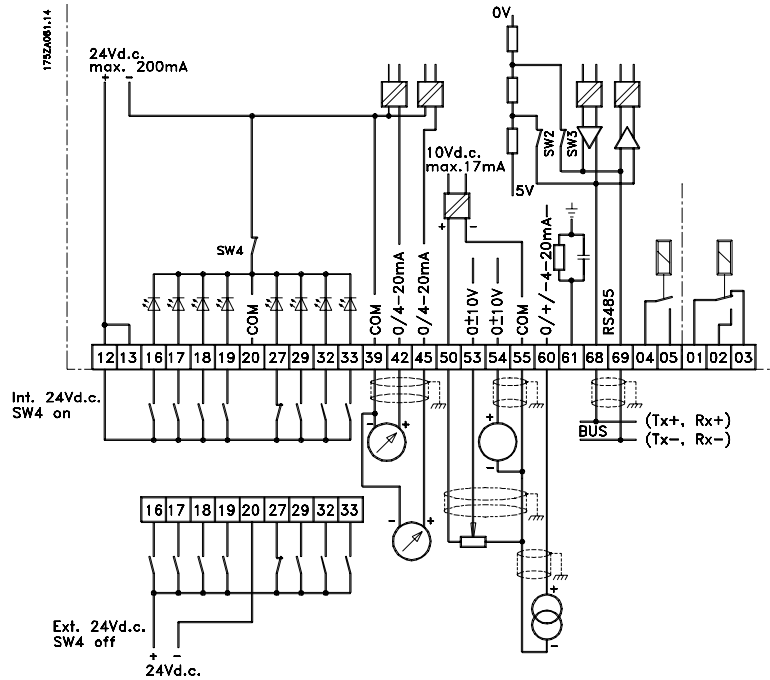 175ZA061.14
24Vd.c.
max. 200mA
+ −
0V
SW2
SW3
5V
10Vd.c.
max.17mA
+ −
SW4
COM
COM
0/4-20mA
0/4-20mA
0±10V
0±10V
COM
0/+/-4-20mA
RS485
12 13 16 17 18 19 20 27 29 32 33 39 42 45 50 53 54 55 60 61 68 69 04 05 01 02 03
Int. 24Vd.c.
SW4 on
− +
+
−
(Tx+, Rx+)
BUS
(Tx-, Rx-)
16 17 18 19 20 27 29 32 33
− +
Ext. 24Vd.c.
SW4 off
+ −
24Vd.c.
+
−